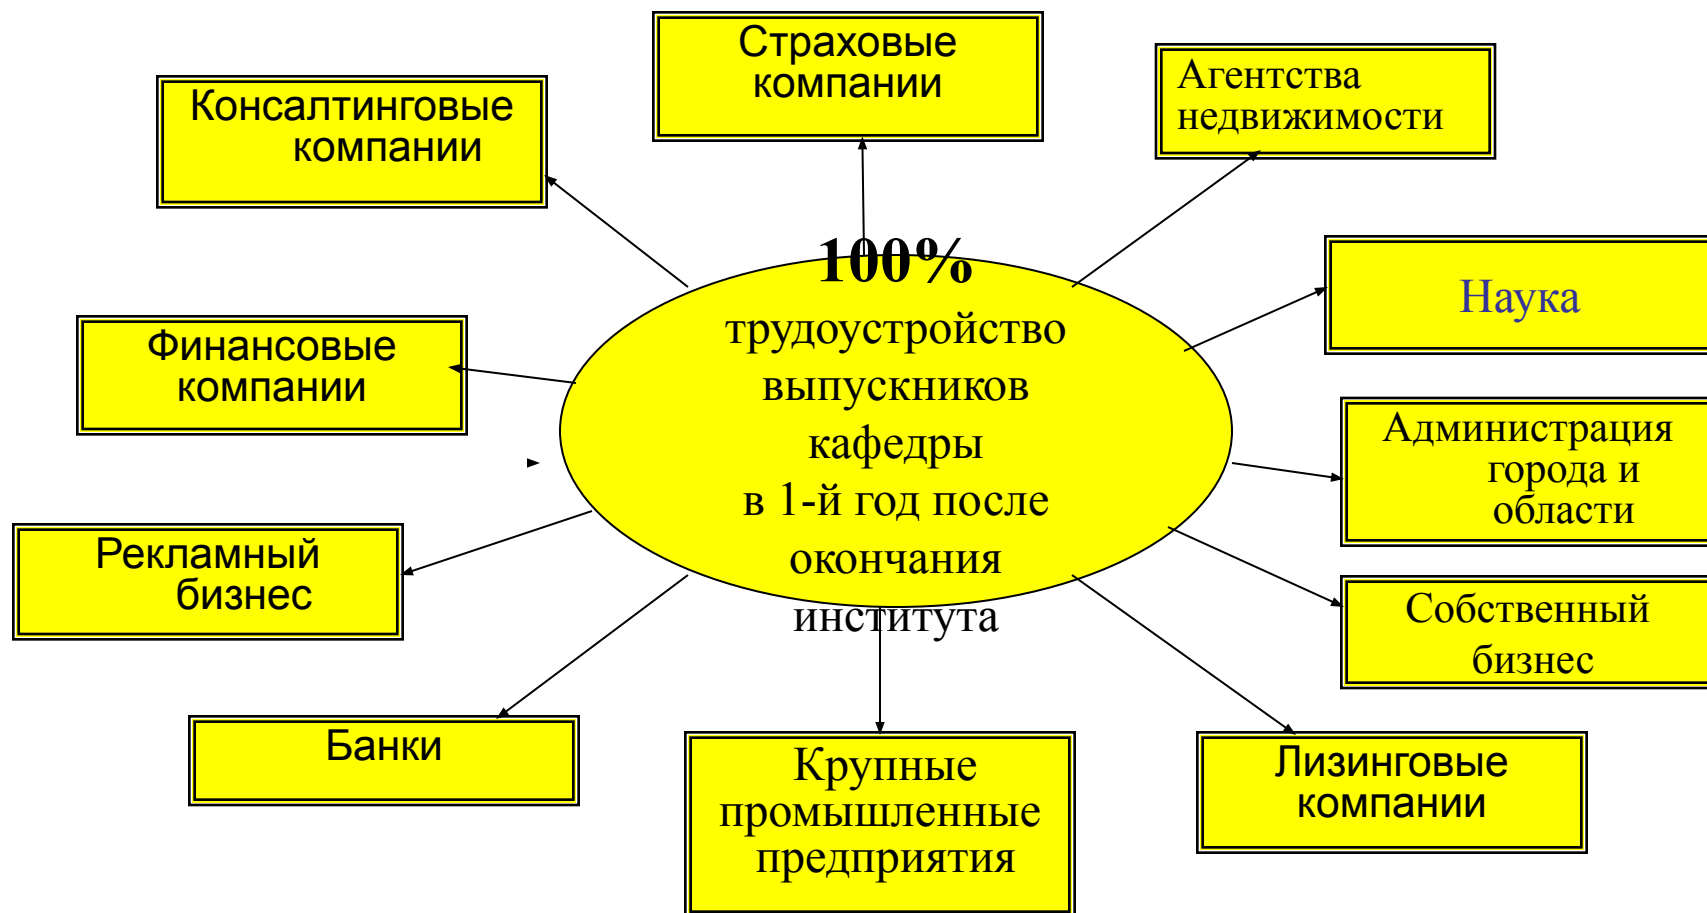 Страховые
компании
Агентства
недвижимости
Консалтинговые
компании
100%
трудоустройство
выпускников
кафедры
в 1-й год после
окончания
института
Наука
Финансовые
компании
Администрация
города и
области
Рекламный
бизнес
Собственный
бизнес
Банки
Крупные
промышленные
предприятия
Лизинговые
компании